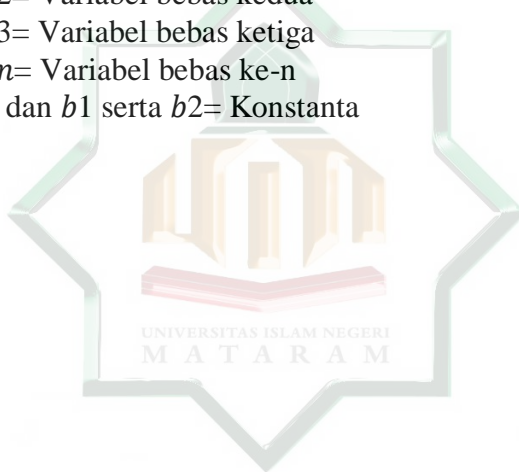 2= Variabel bebas kedua
3= Variabel bebas ketiga
𝑛= Variabel bebas ke-n
dan 𝑏1 serta 𝑏2= Konstanta
UNIVERSITAS ISLAM NEGERI
MATARAM